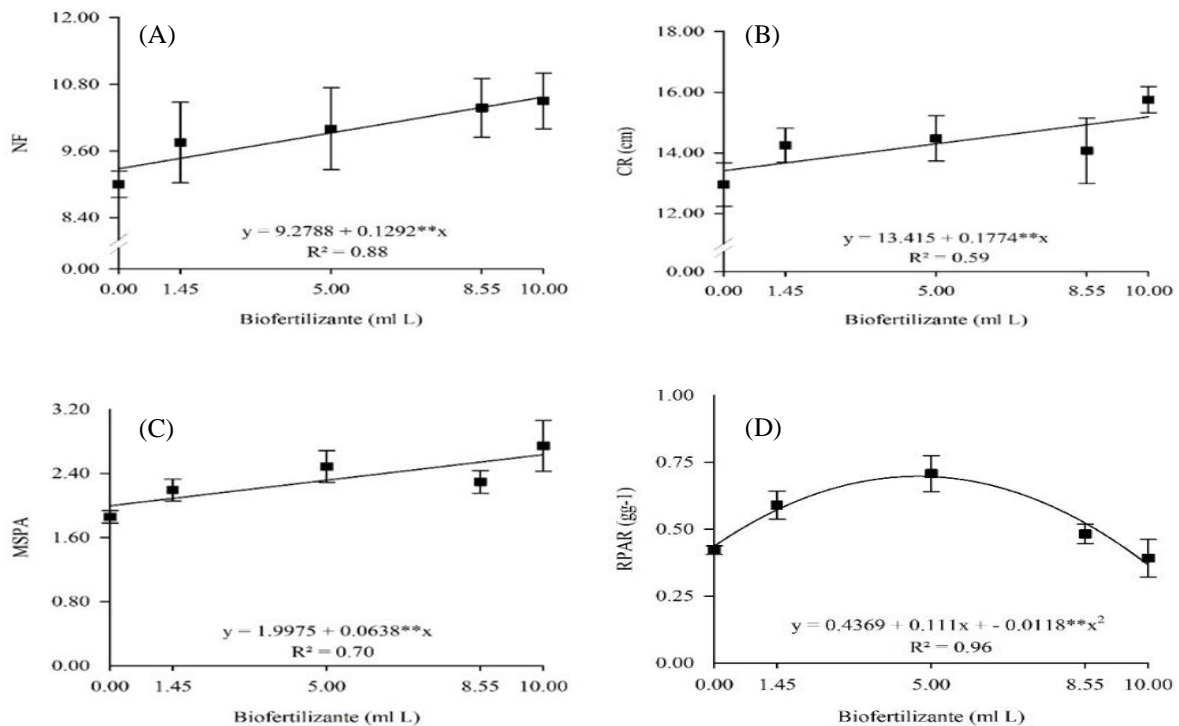 (A)
12.00
10.80
9.60
8.40
0.00
NF
y = 9.2788 + 0.1292**x
R² = 0.88
0.00 1.45 5.00 8.55 10.00
Biofertilizante (ml L)
(B)
18.00
16.00
14.00
12.00
0.00
CR (cm)
y = 13.415 + 0.1774**x
R² = 0.59
0.00 1.45 5.00 8.55 10.00
Biofertilizante (ml L)
(C)
3.20
2.40
1.60
0.80
0.00
MSPA
y = 1.9975 + 0.0638**x
R² = 0.70
0.00 1.45 5.00 8.55 10.00
Biofertilizante (ml L)
(D)
1.00
0.75
0.50
0.25
0.00
RPAR (gg-1)
y = 0.4369 + 0.111x + - 0.0118**x²
R² = 0.96
0.00 1.45 5.00 8.55 10.00
Biofertilizante (ml L)